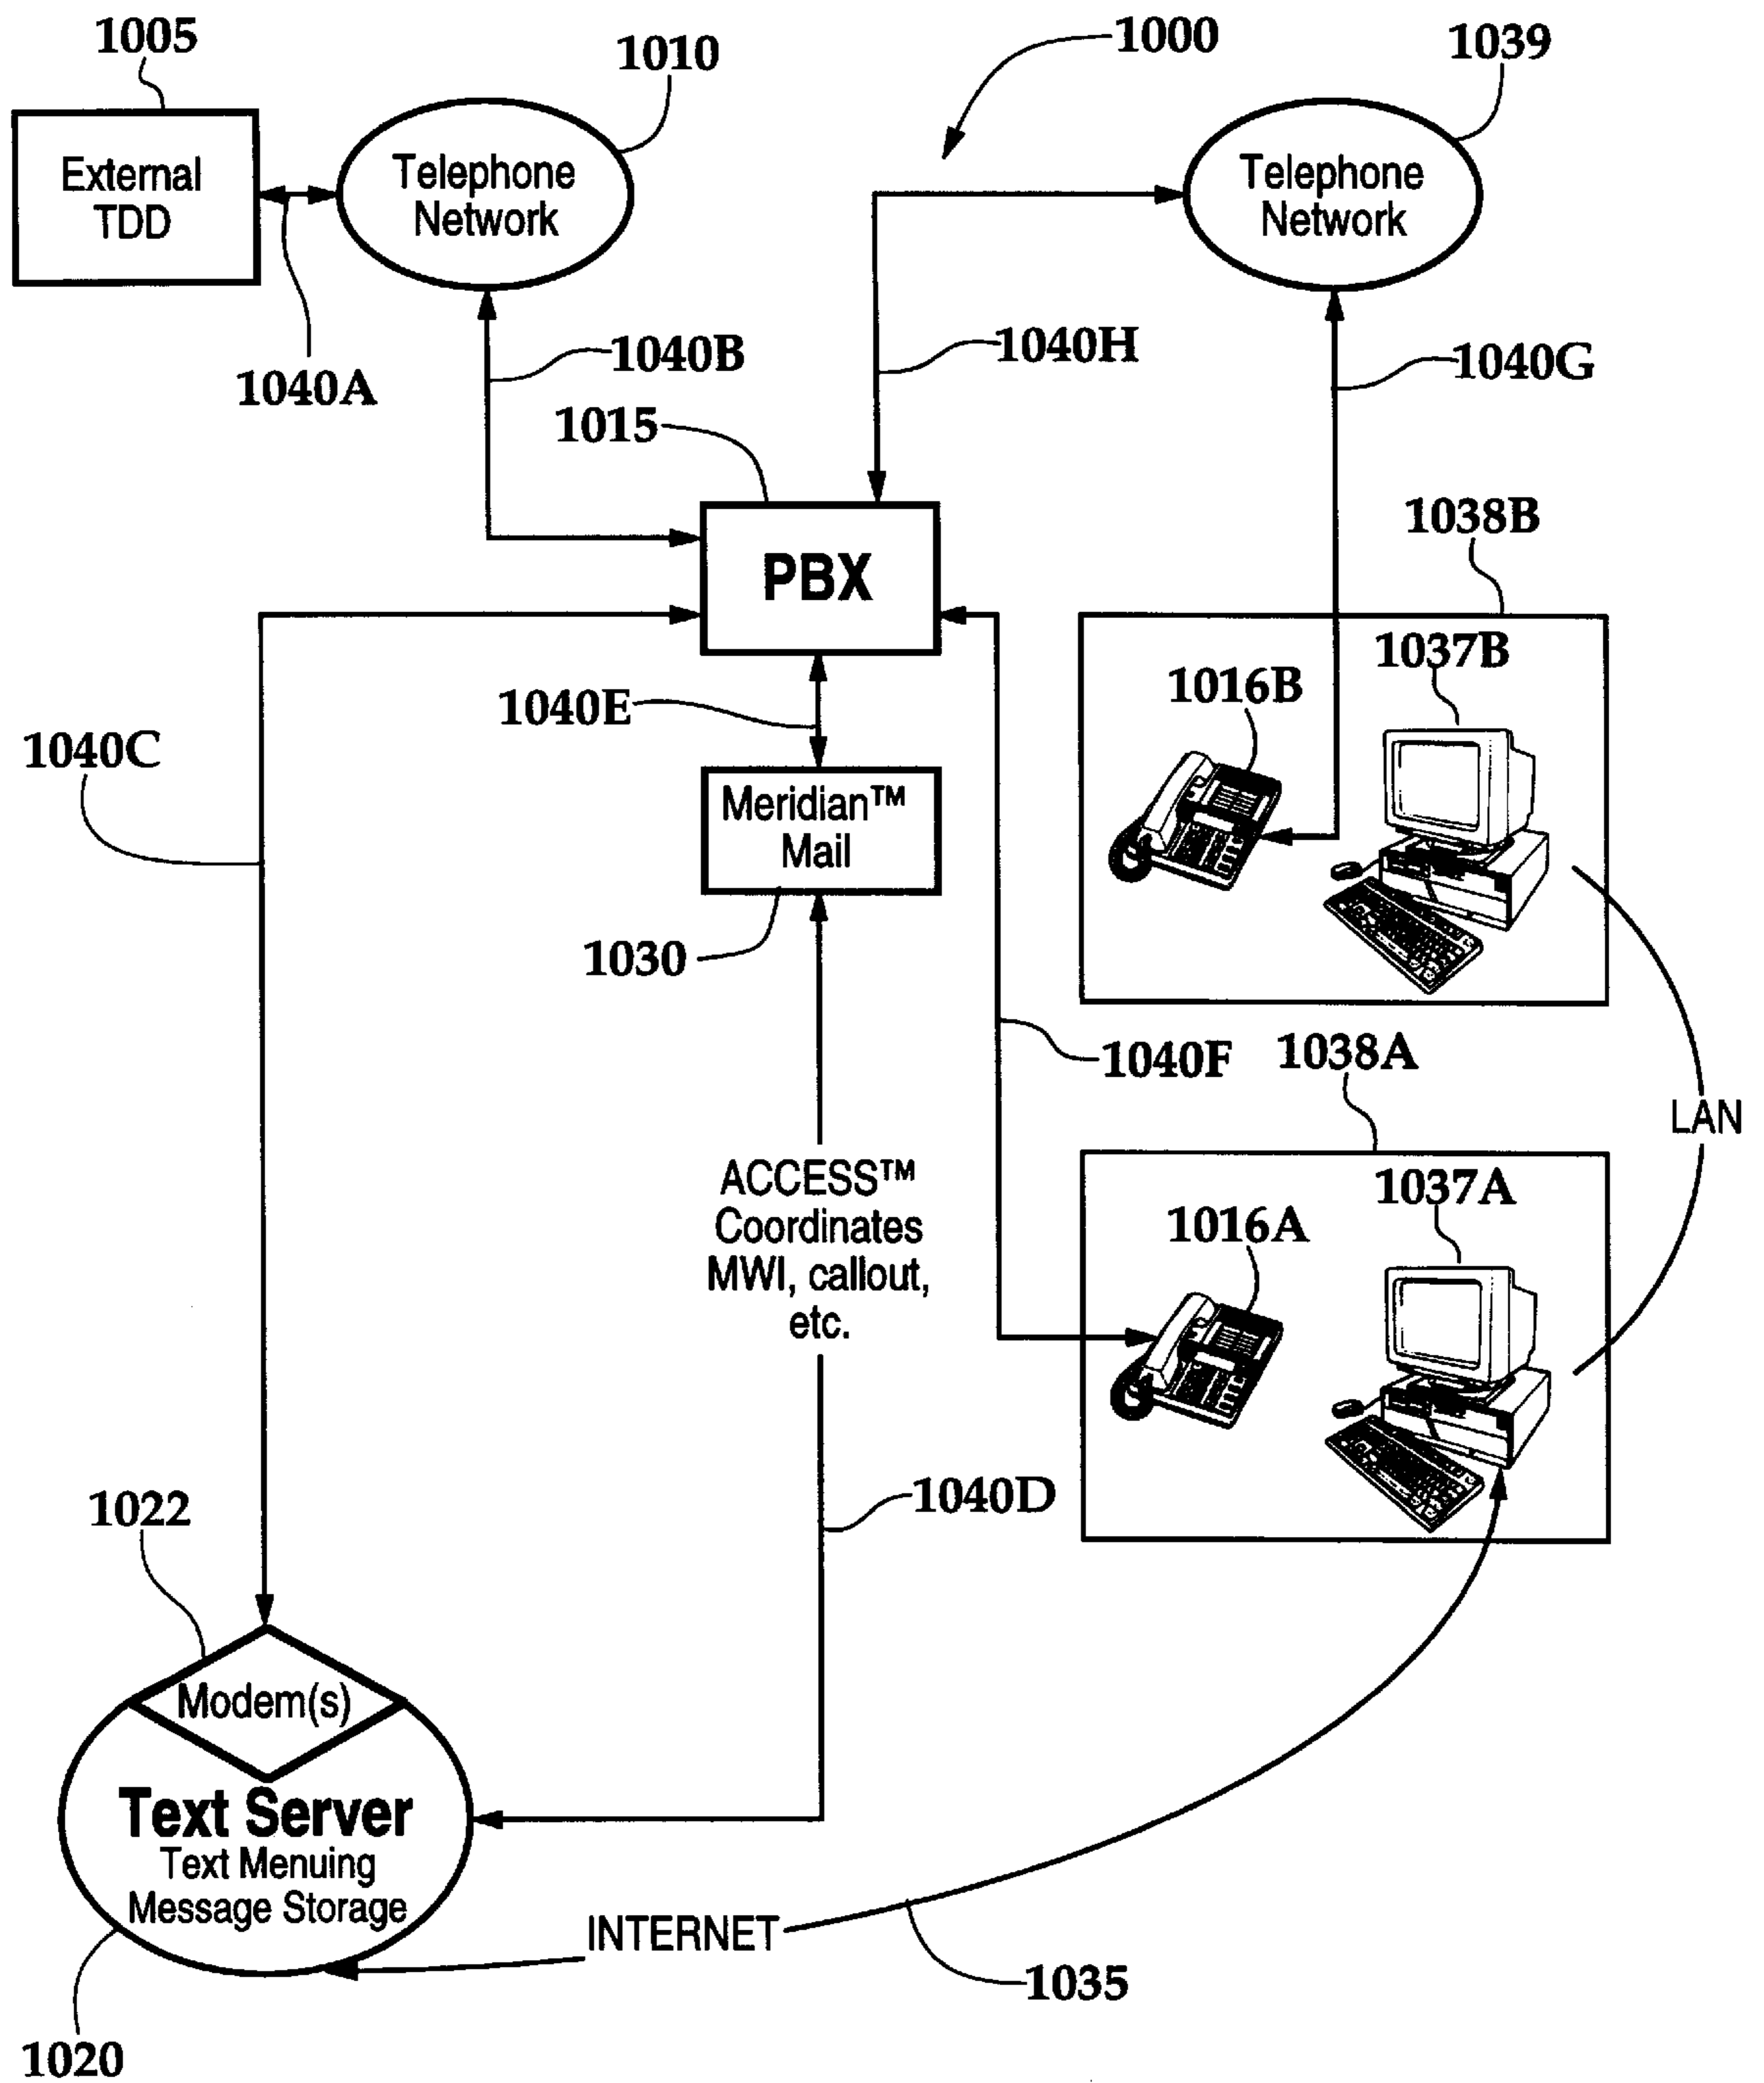 1005
1010
1000
1039
External
TDD
Telephone
Network
Telephone
Network
1040A
1040B
1040H
1040G
1015
PBX
1038B
1037B
1016B
1040E
1040C
Meridian™
Mail
1030
1040F
1038A
LAN
ACCESS™
Coordinates
MWI, callout,
etc.
1037A
1016A
1040D
1022
Modem(s)
Text Server
Text Menuing
Message Storage
INTERNET
1035
1020